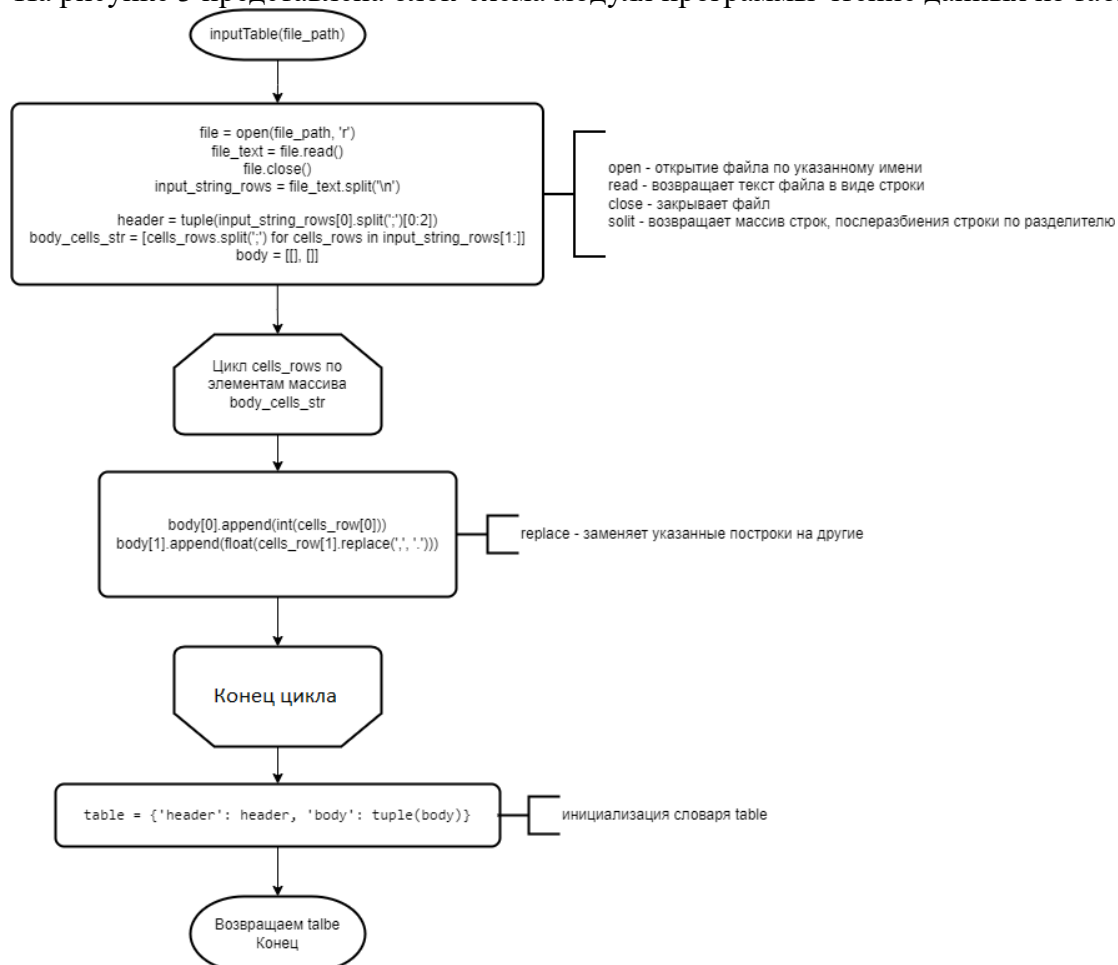 inputTable(file_path)
file = open(file_path, 'r')
file_text = file.read()
file.close()
input_string_rows = file_text.split('\n')
header = tuple(input_string_rows[0].split(';')[0:2])
body_cells_str = [cells_rows.split(';') for cells_rows in input_string_rows[1:]]
body = [[], []]
open - открытие файла по указанному имени
read - возвращает текст файла в виде строки
close - закрывает файл
solit - возвращает массив строк, послеразбиения строки по разделителю
Цикл cells_rows по
элементам массива
body_cells_str
body[0].append(int(cells_row[0]))
body[1].append(float(cells_row[1].replace(',', '.')))
replace - заменяет указанные построки на другие
Конец цикла
table = {'header': header, 'body': tuple(body)}
инициализация словаря table
Возвращаем talbe
Конец